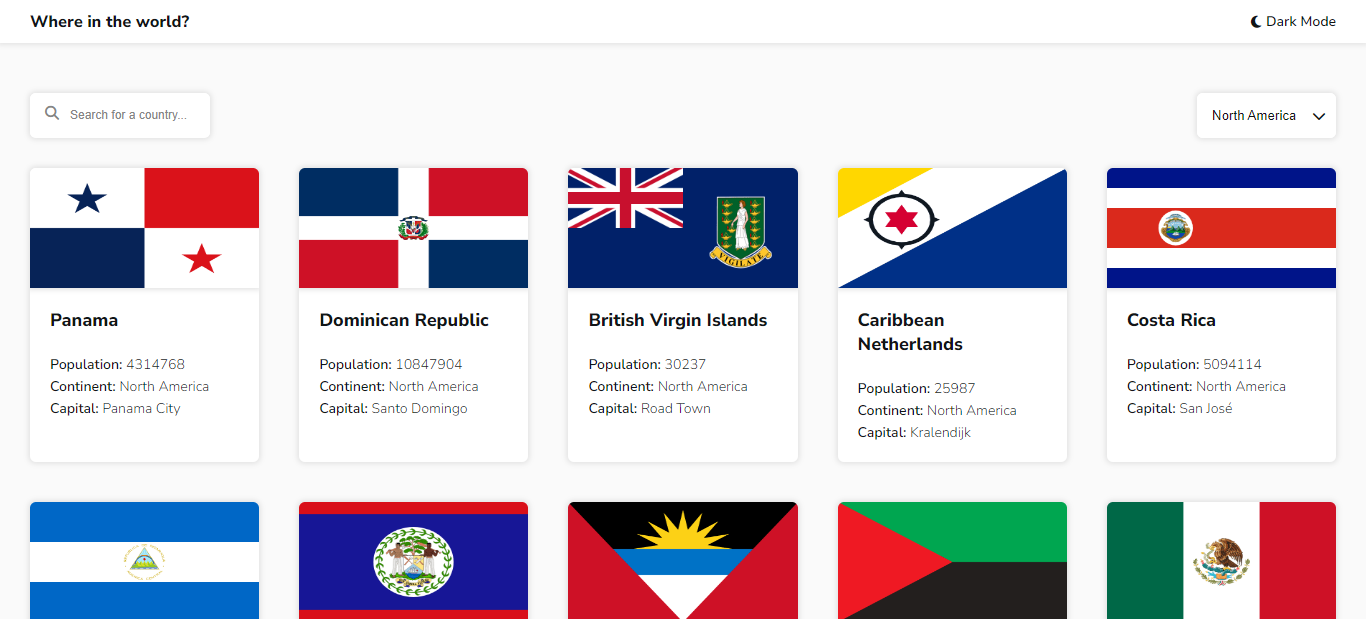 Where in the world?
Dark Mode
Search for a country...
North America
VIGILATE
Panama
Population: 4314768
Continent: North America
Capital: Panama City
Dominican Republic
Population: 10847904
Continent: North America
Capital: Santo Domingo
British Virgin Islands
Population: 30237
Continent: North America
Capital: Road Town
Caribbean
Netherlands
Population: 25987
Continent: North America
Capital: Kralendijk
Costa Rica
Population: 5094114
Continent: North America
Capital: San José